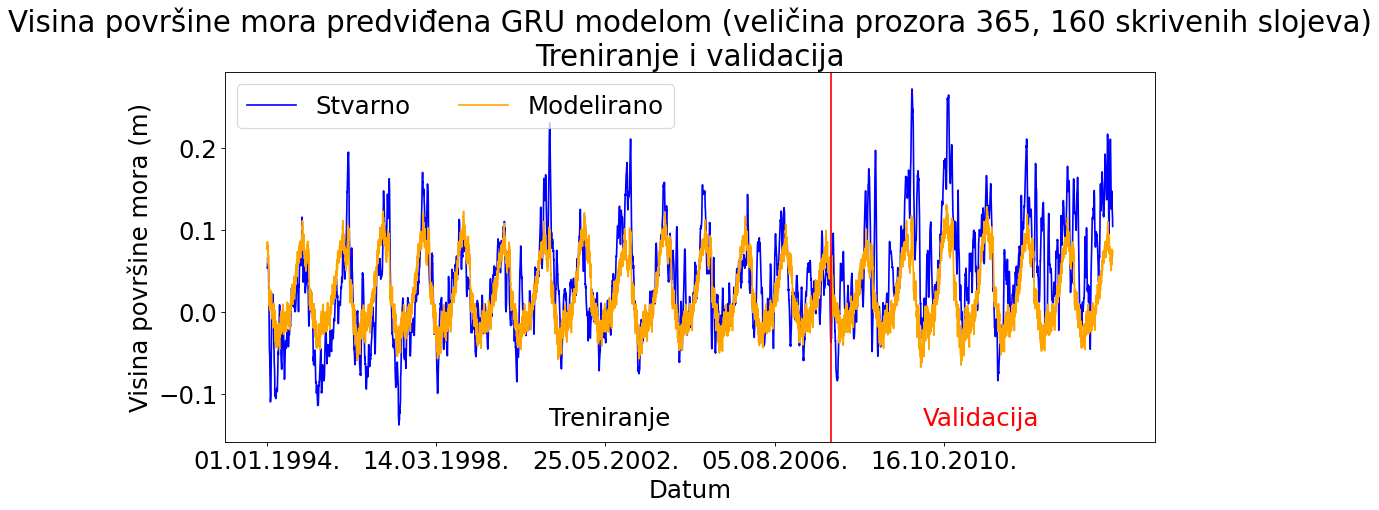 Visina površine mora predviđena GRU modelom (veličina prozora 365, 160 skrivenih slojeva)
Treniranje i validacija
Stvarno
Modelirano
Visina površine mora (m)
0.2
0.1
0.0
−0.1
Treniranje
Validacija
01.01.1994.
14.03.1998.
25.05.2002.
05.08.2006.
16.10.2010.
Datum